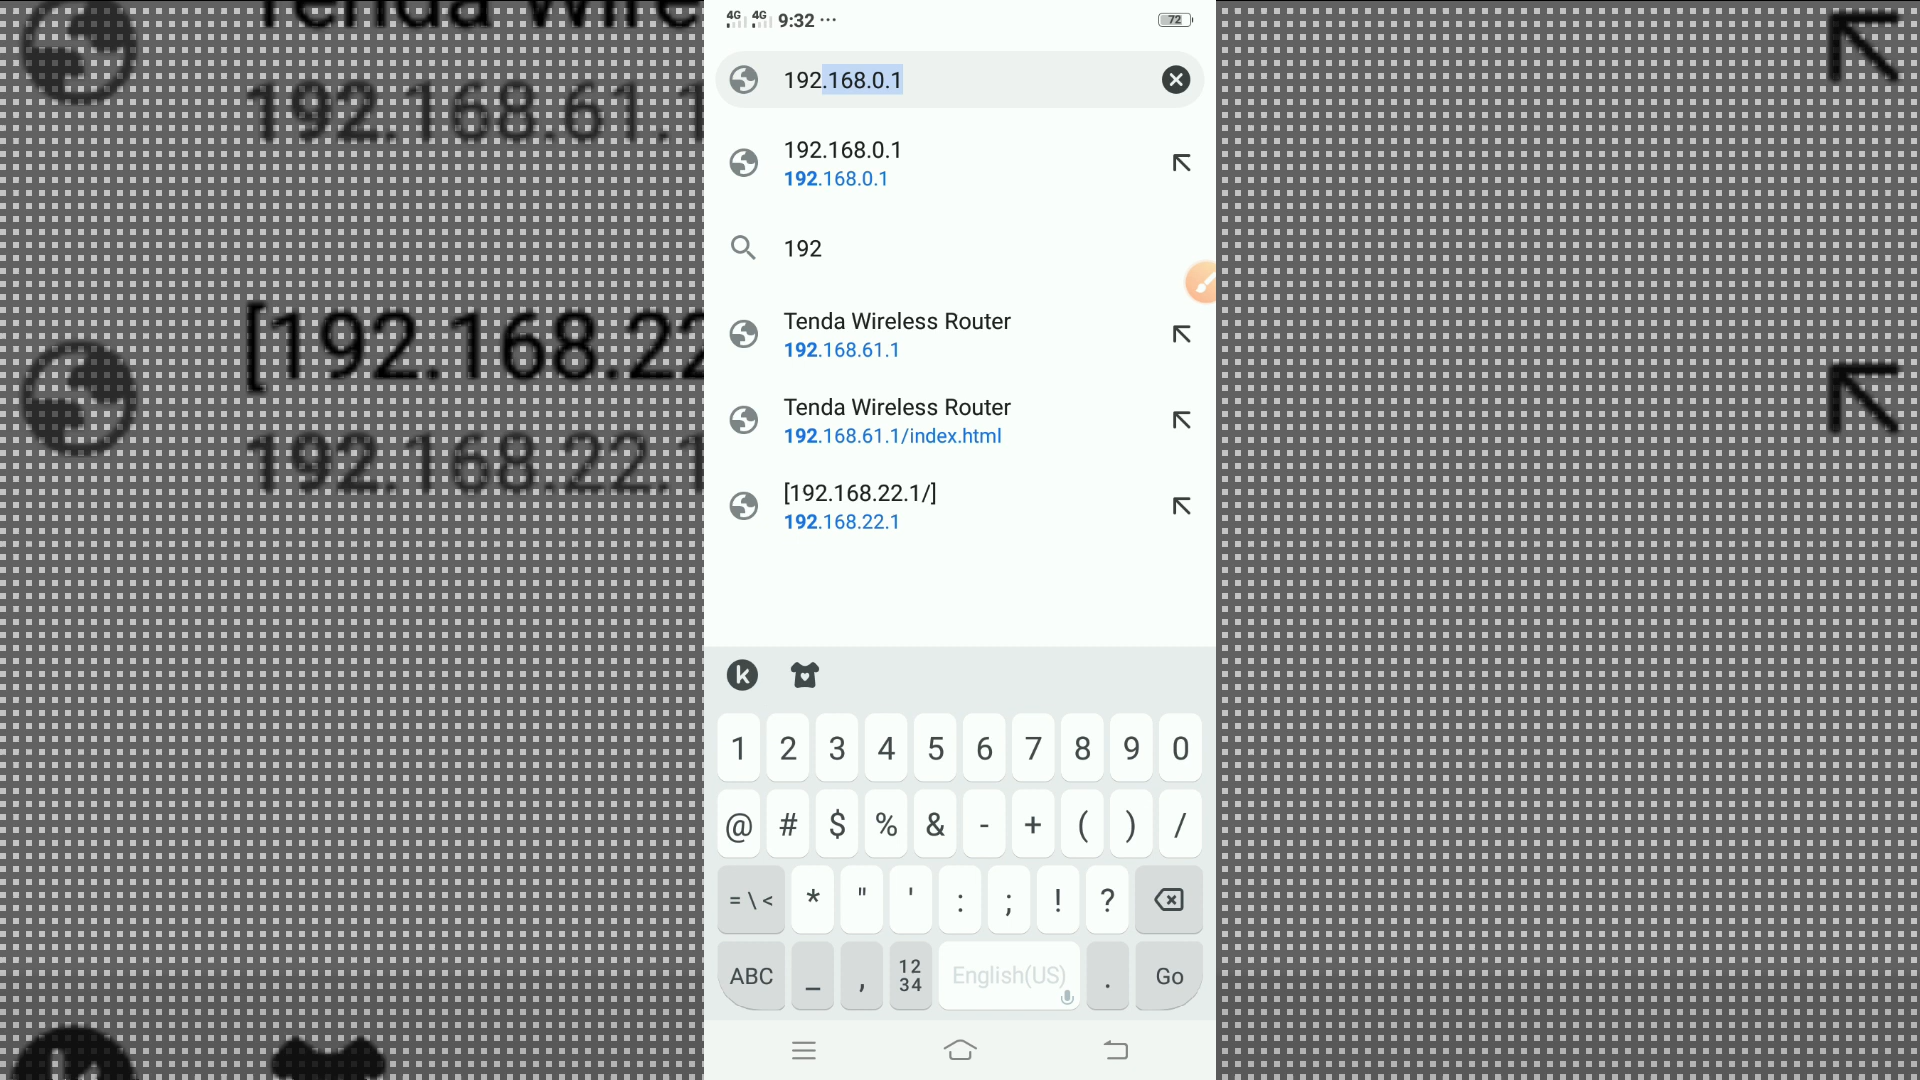 4G 4G 9:32 ...
72
192.168.0.1
192.168.0.1
192.168.0.1
192
Tenda Wireless Router
192.168.61.1
Tenda Wireless Router
192.168.61.1/index.html
[192.168.22.1/]
192.168.22.1
k
1 2 3 4 5 6 7 8 9 0
@ # $ % & - + ( ) /
= \ < * " ' : ; ! ?
ABC _ , 12 34 English(US) . Go
Tenda Wire
192.168.61.1
[192.168.22
192.168.22.1